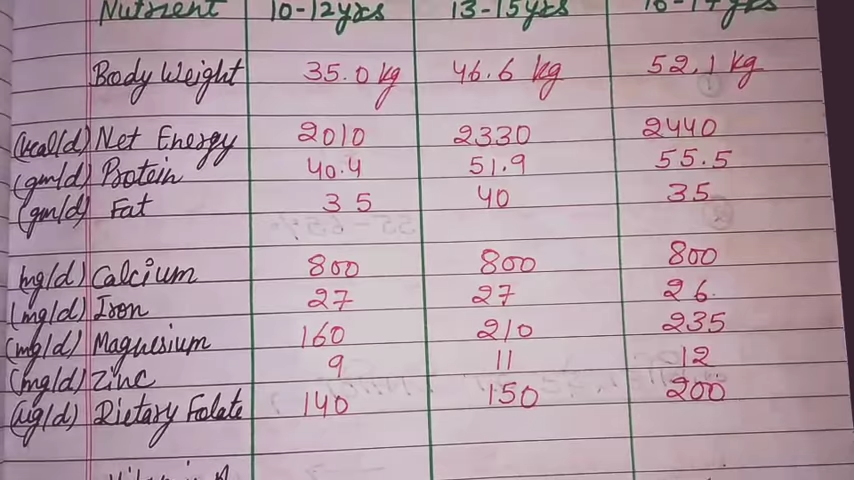 Nutrient 10-12yrs 13-15yrs 16-17yrs
Body Weight 35.0 kg 46.6 kg 52.1 kg
(kcal/d) Net Energy 2010 2330 2440
(gm/d) Protein 40.4 51.9 55.5
(gm/d) Fat 35 40 35
(mg/d) Calcium 800 800 800
(mg/d) Iron 27 27 26.
(mg/d) Magnesium 160 210 235
(mg/d) Zinc 9 11 12
(ug/d) Dietary Folate 140 150 200